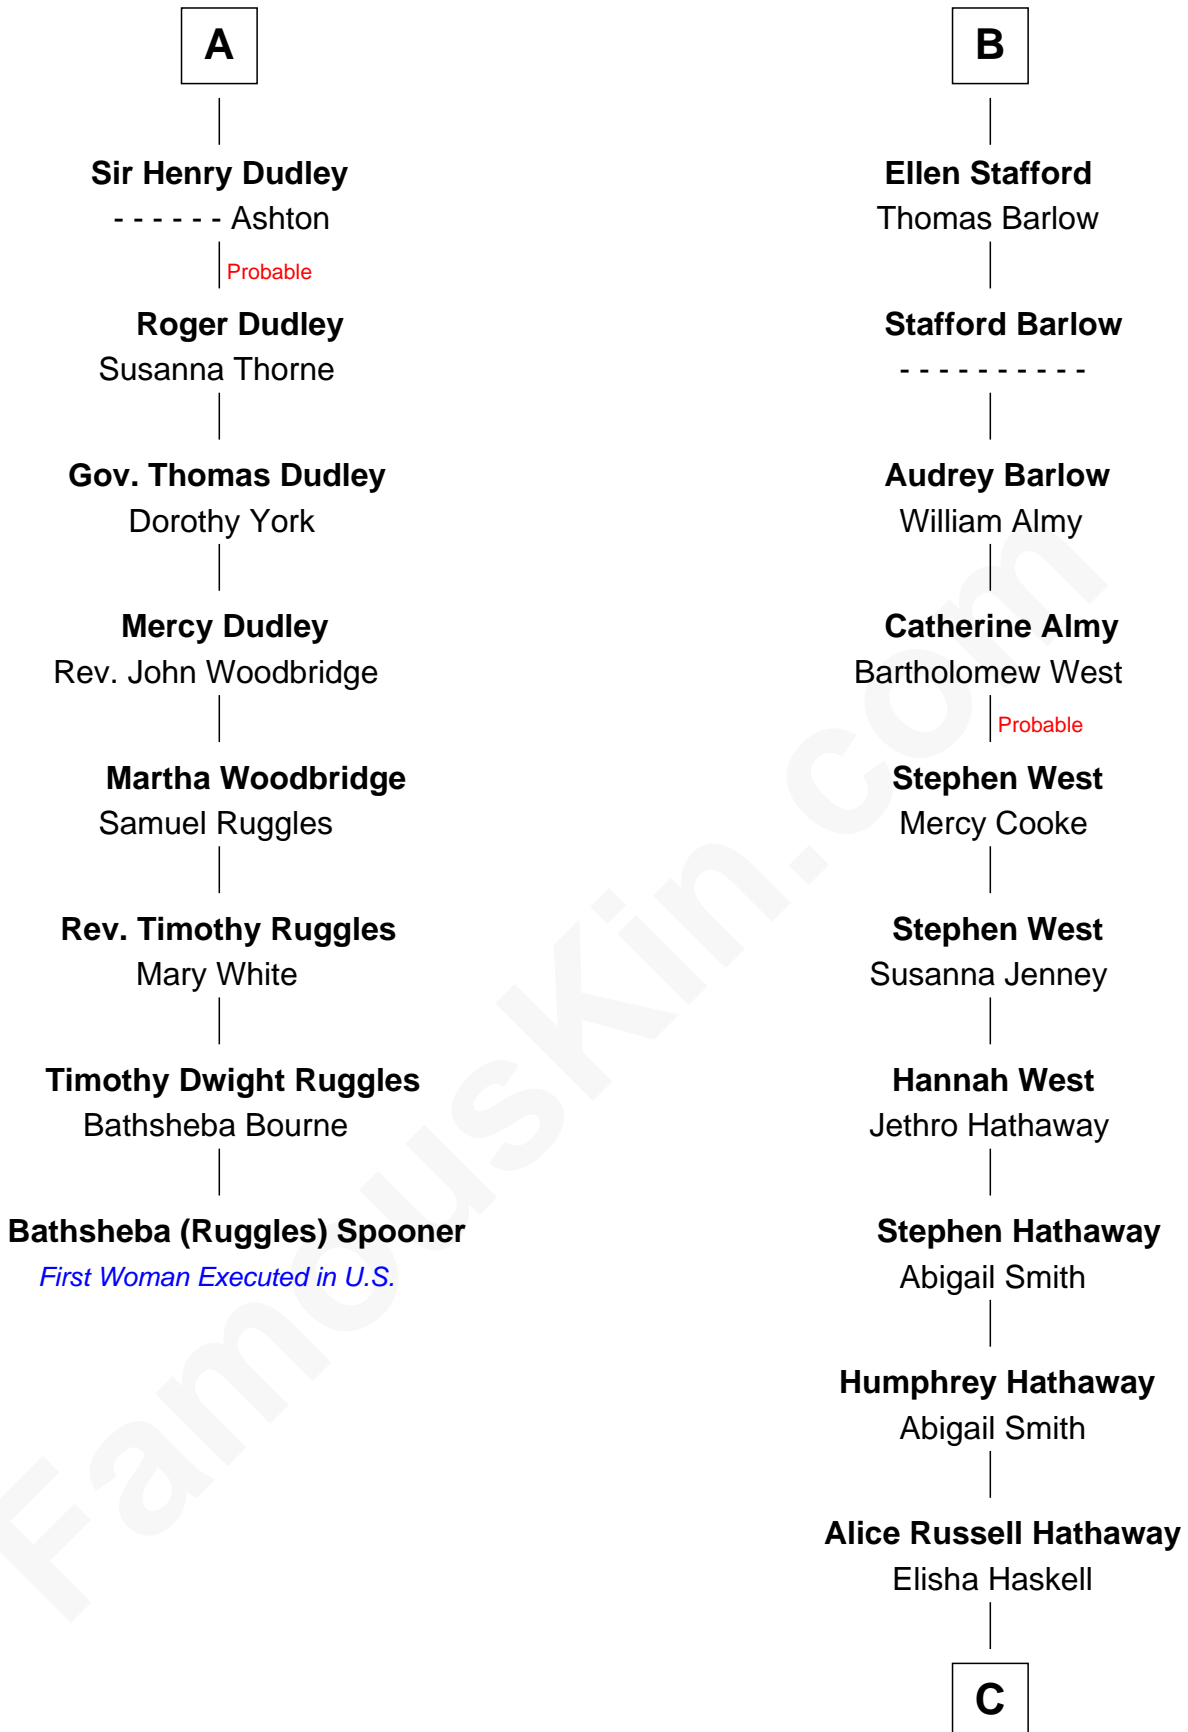 A
Sir Henry Dudley
- - - - - - Ashton
Probable
Roger Dudley
Susanna Thorne
Gov. Thomas Dudley
Dorothy York
Mercy Dudley
Rev. John Woodbridge
Martha Woodbridge
Samuel Ruggles
Rev. Timothy Ruggles
Mary White
Timothy Dwight Ruggles
Bathsheba Bourne
Bathsheba (Ruggles) Spooner
First Woman Executed in U.S.
B
Ellen Stafford
Thomas Barlow
Stafford Barlow
- - - - - - - - - -
Audrey Barlow
William Almy
Catherine Almy
Bartholomew West
Probable
Stephen West
Mercy Cooke
Stephen West
Susanna Jenney
Hannah West
Jethro Hathaway
Stephen Hathaway
Abigail Smith
Humphrey Hathaway
Abigail Smith
Alice Russell Hathaway
Elisha Haskell
C
FamousKin.com